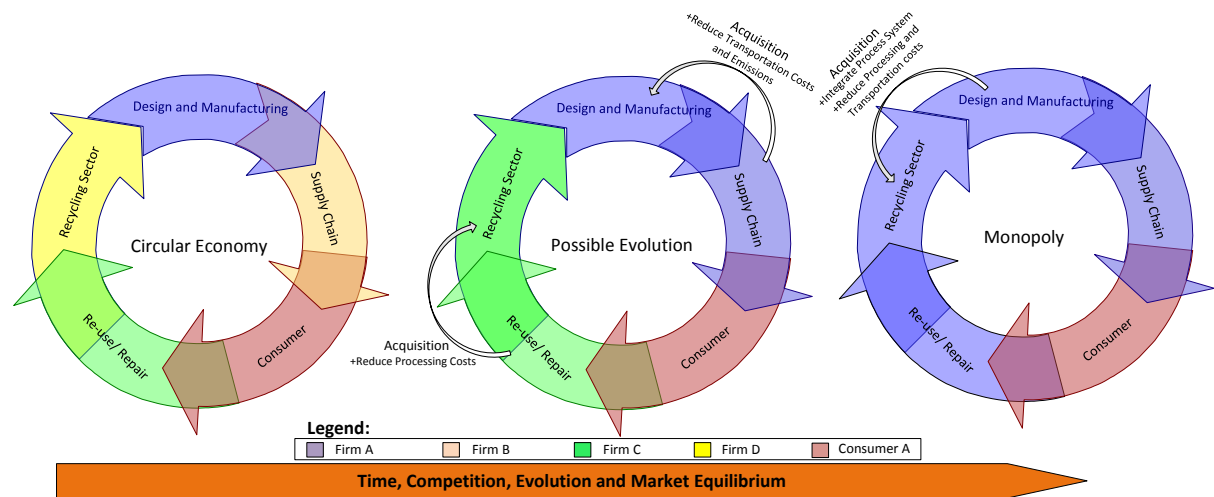 Design and Manufacturing
Supply Chain
Consumer
Re-use/ Repair
Recycling Sector
Circular Economy
Acquisition
+Reduce Transportation Costs
and Emissions
Design and Manufacturing
Supply Chain
Consumer
Re-use/ Repair
Recycling Sector
Possible Evolution
Acquisition
+Reduce Processing Costs
Acquisition
+Integrate Process System
+Reduce Processing and
Transportation costs
Design and Manufacturing
Supply Chain
Consumer
Re-use/ Repair
Recycling Sector
Monopoly
Legend:
Firm A
Firm B
Firm C
Firm D
Consumer A
Time, Competition, Evolution and Market Equilibrium